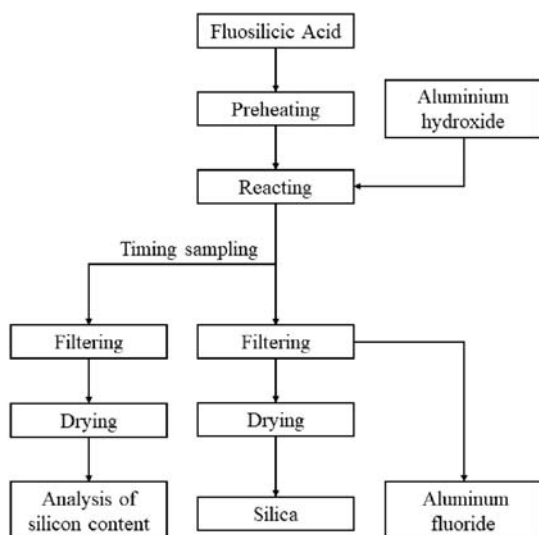 Fluosilicic Acid
Preheating
Aluminium
hydroxide
Reacting
Timing sampling
Filtering
Filtering
Drying
Drying
Analysis of
silicon content
Silica
Aluminum
fluoride